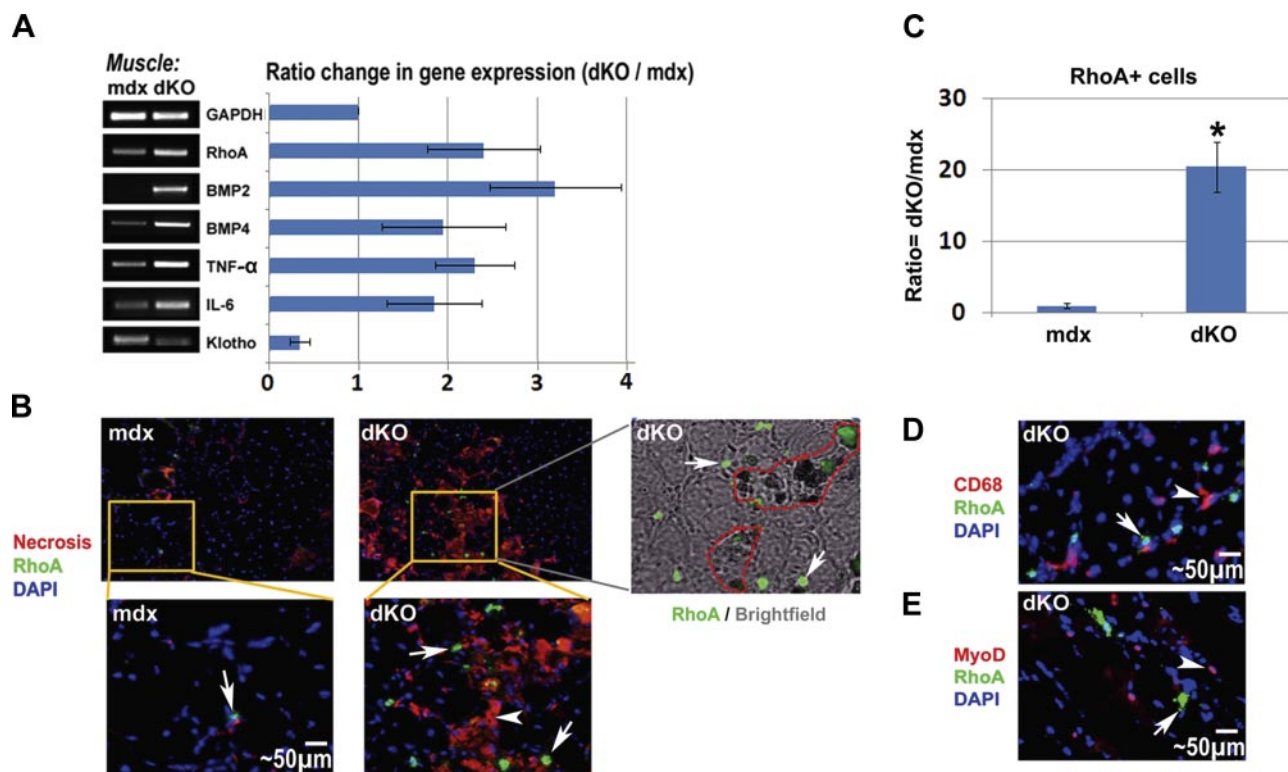 A
Muscle:
mdx dKO
Ratio change in gene expression (dKO / mdx)
GAPDH
RhoA
BMP2
BMP4
TNF-α
IL-6
Klotho
0 1 2 3 4
C
RhoA+ cells
Ratio= dKO/mdx
30
20
10
0
*
mdx dKO
B
Necrosis
RhoA
DAPI
mdx
dKO
dKO
RhoA / Brightfield
mdx
~50µm
dKO
D
CD68
RhoA
DAPI
dKO
~50µm
E
MyoD
RhoA
DAPI
dKO
~50µm